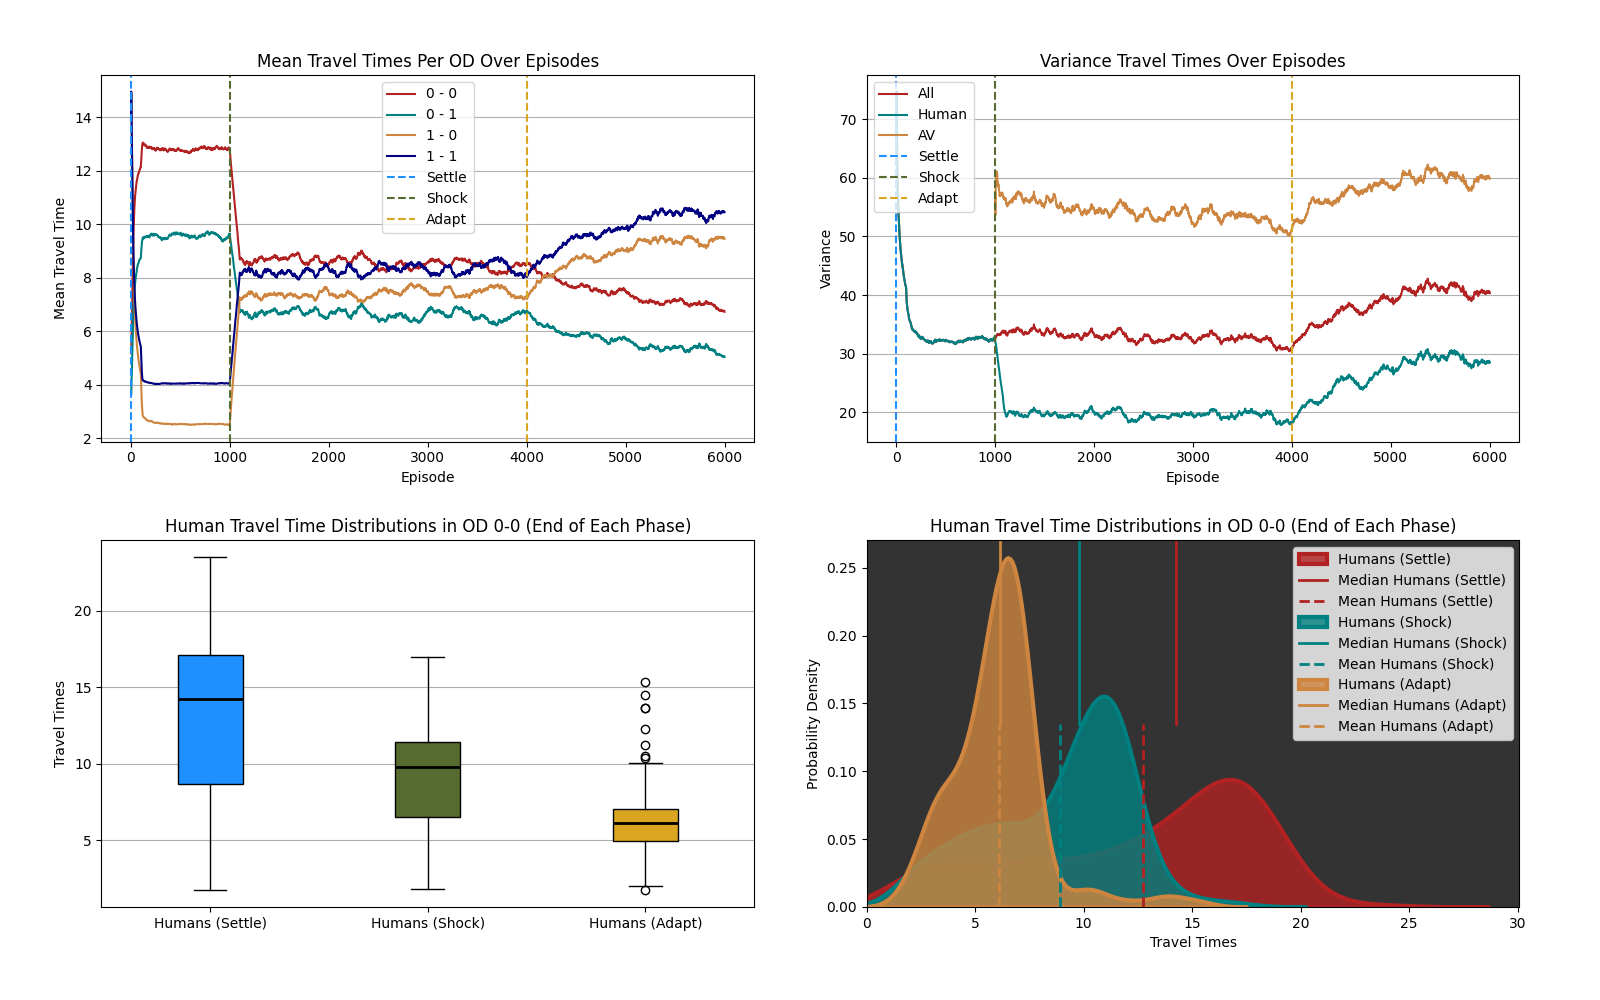 Mean Travel Times Per OD Over Episodes
Mean Travel Time
14
12
10
8
6
4
2
0 - 0
0 - 1
1 - 0
1 - 1
Settle
Shock
Adapt
0
1000
2000
3000
4000
5000
6000
Episode
Variance Travel Times Over Episodes
Variance
70
60
50
40
30
20
All
Human
AV
Settle
Shock
Adapt
0
1000
2000
3000
4000
5000
6000
Episode
Human Travel Time Distributions in OD 0-0 (End of Each Phase)
Travel Times
20
15
10
5
Humans (Settle)
Humans (Shock)
Humans (Adapt)
Human Travel Time Distributions in OD 0-0 (End of Each Phase)
Probability Density
0.25
0.20
0.15
0.10
0.05
0.00
Humans (Settle)
Median Humans (Settle)
Mean Humans (Settle)
Humans (Shock)
Median Humans (Shock)
Mean Humans (Shock)
Humans (Adapt)
Median Humans (Adapt)
Mean Humans (Adapt)
0
5
10
15
20
25
30
Travel Times